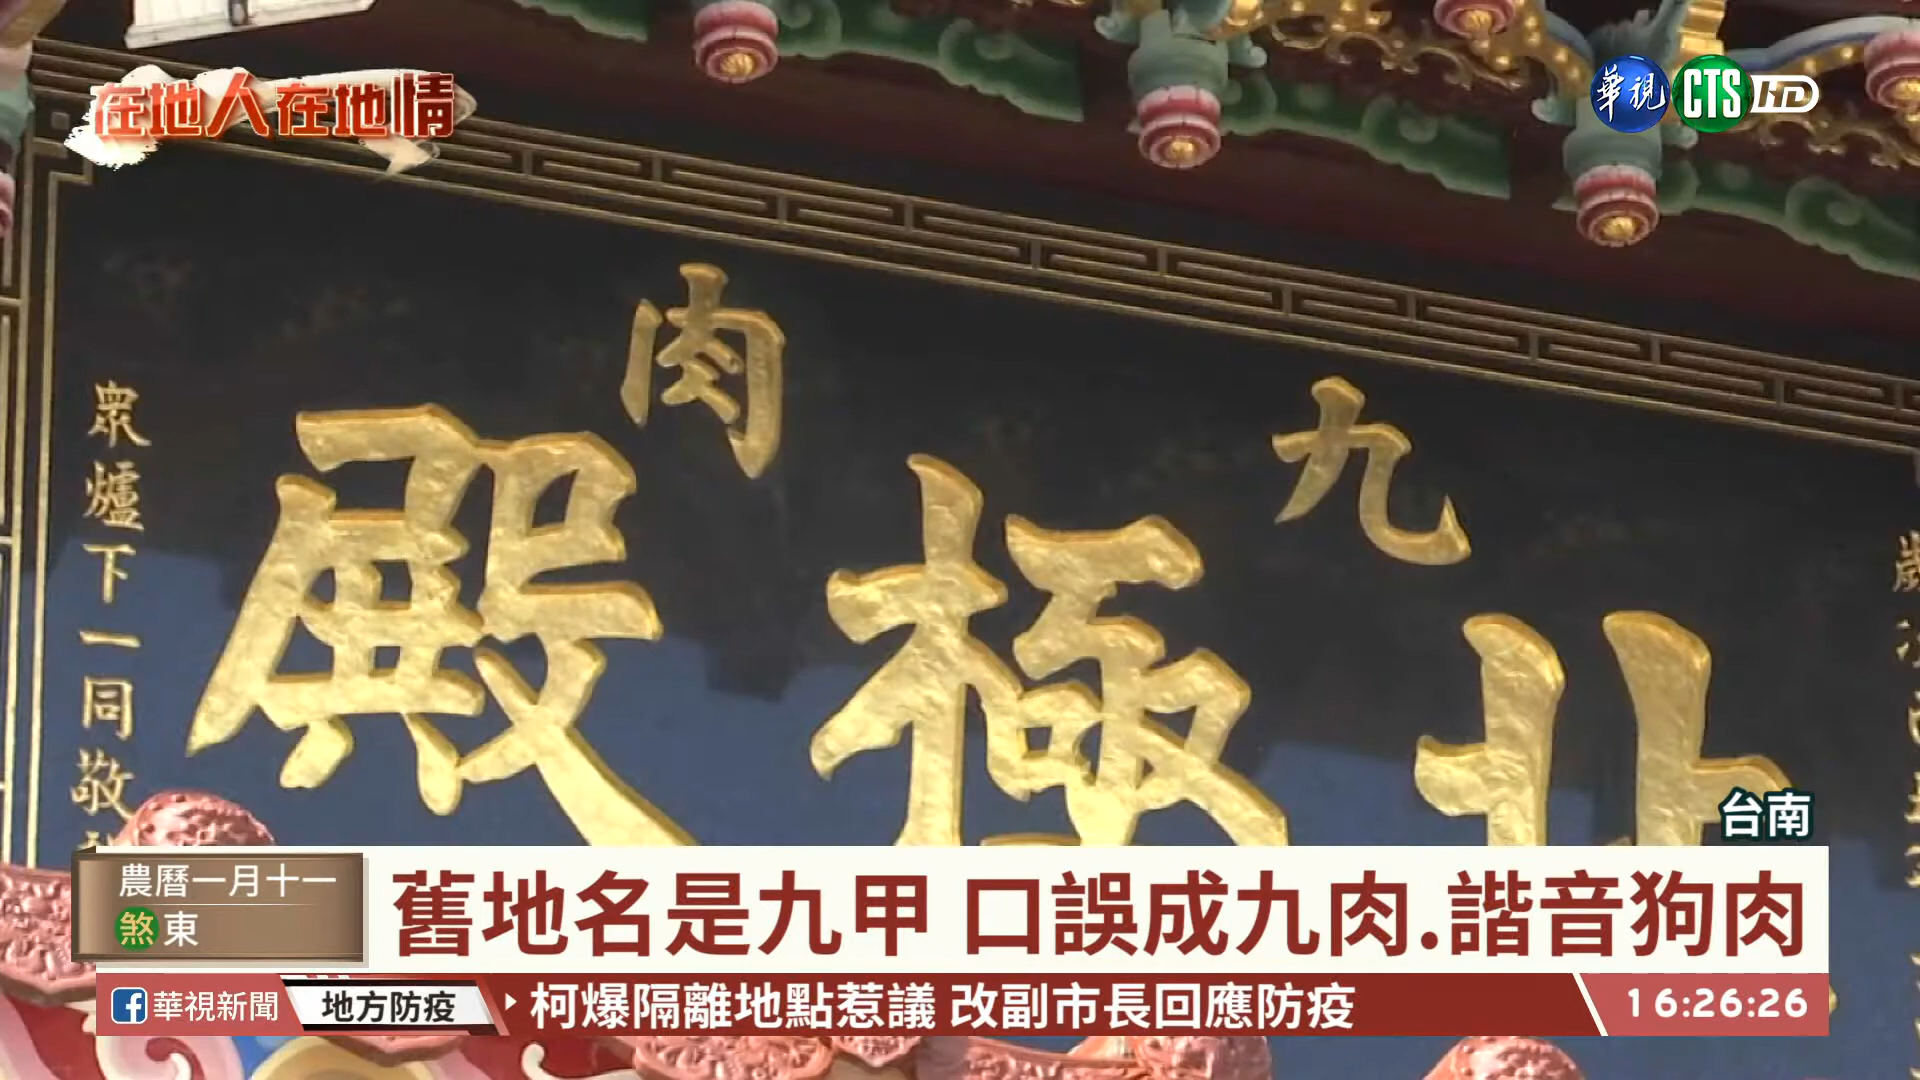 在地人在地情
華視 CTS HD
九肉
北極殿
眾爐下一同敬
台南
農曆一月十一
煞東
舊地名是九甲 口誤成九肉.諧音狗肉
華視新聞
地方防疫
柯爆隔離地點惹議 改副市長回應防疫
16:26:26